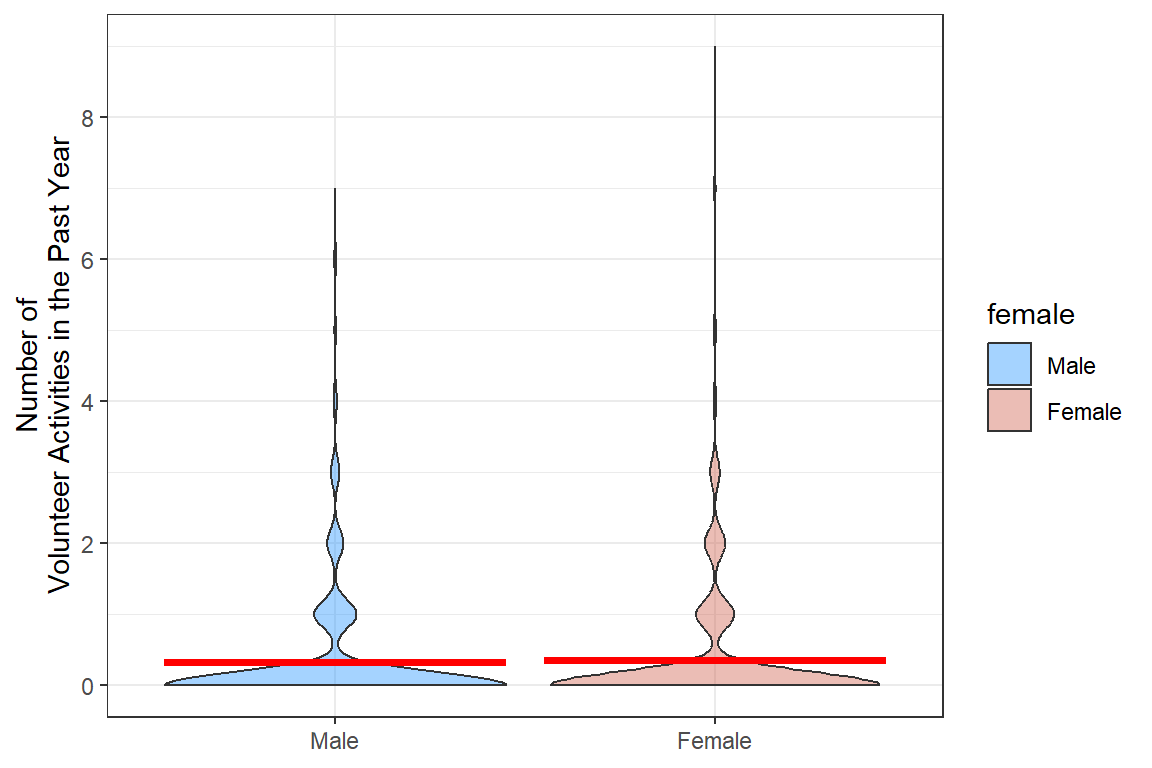 Number of
Volunteer Activities in the Past Year
8
6
4
2
0
Male
Female
female
Male
Female